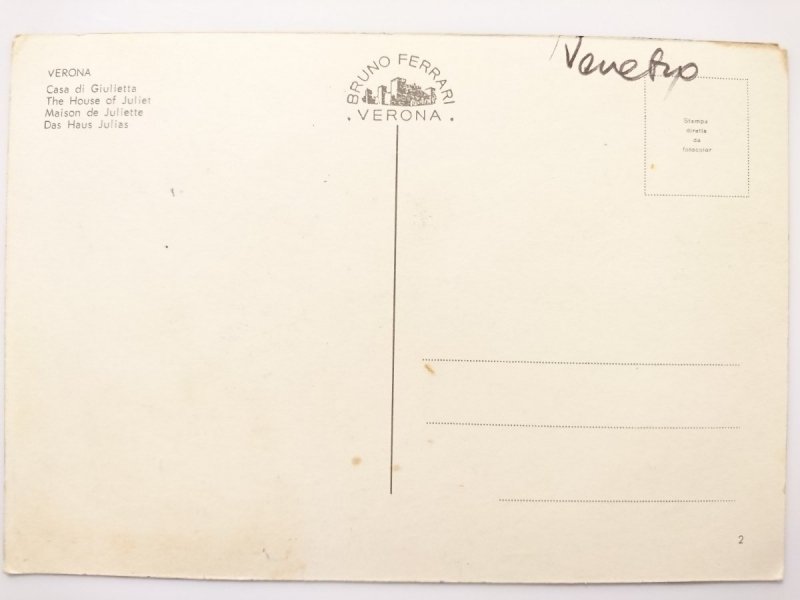 VERONA
Casa di Giulietta
The House of Juliet
Maison de Juliette
Das Haus Julias
BRUNO FERRARI
. VERONA .
Veneto
Stampa
diretta
da
fotocolor
2